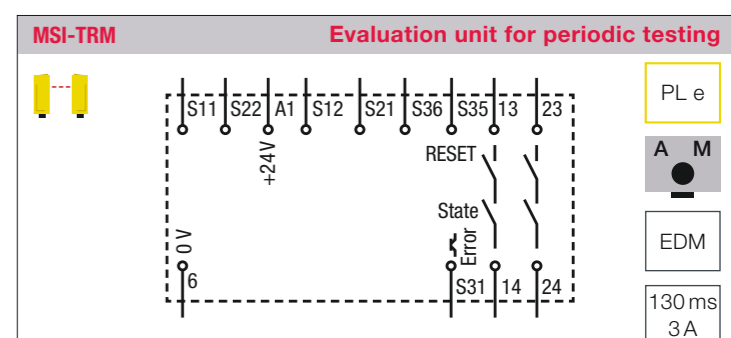 MSI-TRM Evaluation unit for periodic testing
S11 S22 A1 S12 S21 S36 S35 13 23
PL e
+24V
RESET
A M
State
Error
0 V
EDM
6 S31 14 24
130 ms
3 A